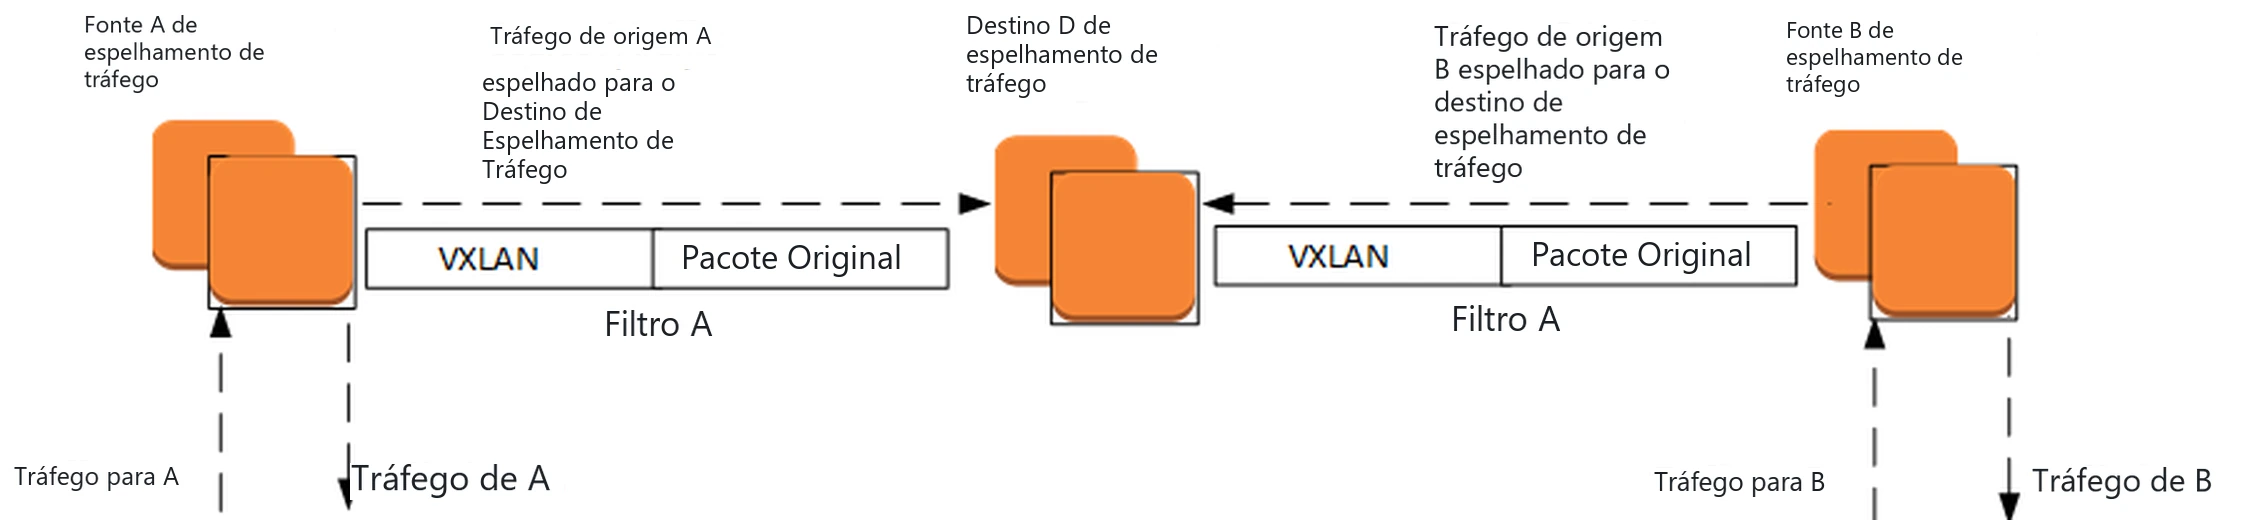 Fonte A de
espelhamento de
tráfego
Tráfego de origem A
espelhado para o
Destino de
Espelhamento de
Tráfego
Destino D de
espelhamento de
tráfego
Tráfego de origem
B espelhado para o
destino de
espelhamento de
tráfego
Fonte B de
espelhamento de
tráfego
VXLAN
Pacote Original
VXLAN
Pacote Original
Filtro A
Filtro A
Tráfego para A
Tráfego de A
Tráfego para B
Tráfego de B